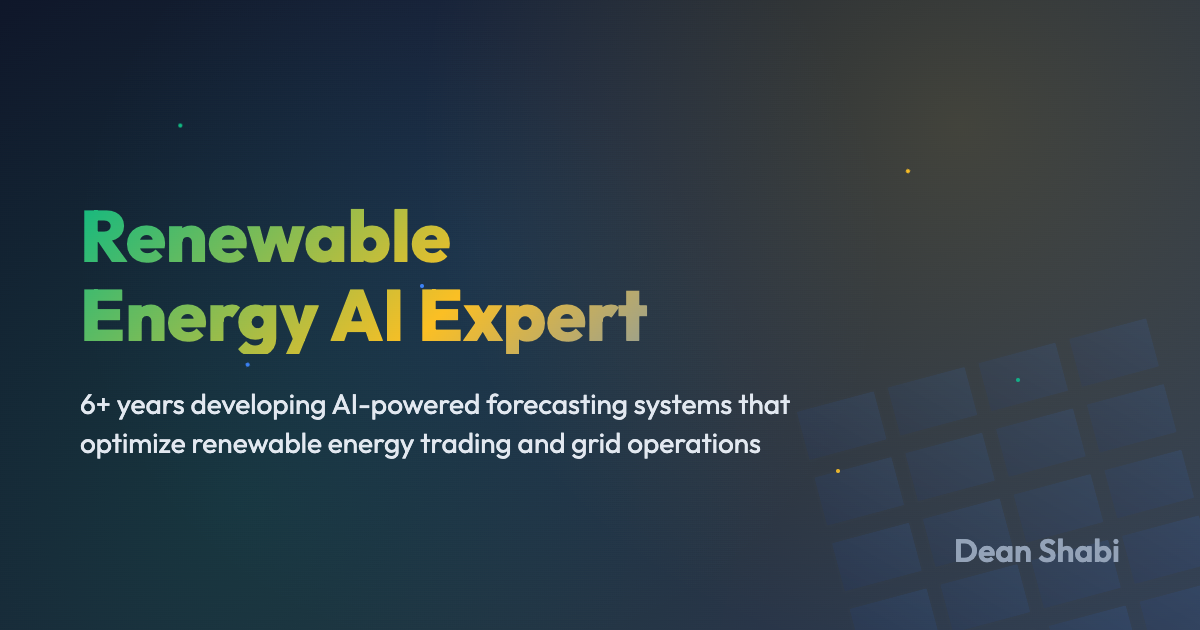 Renewable
Energy AI Expert
6+ years developing AI-powered forecasting systems that
optimize renewable energy trading and grid operations
Dean Shabi